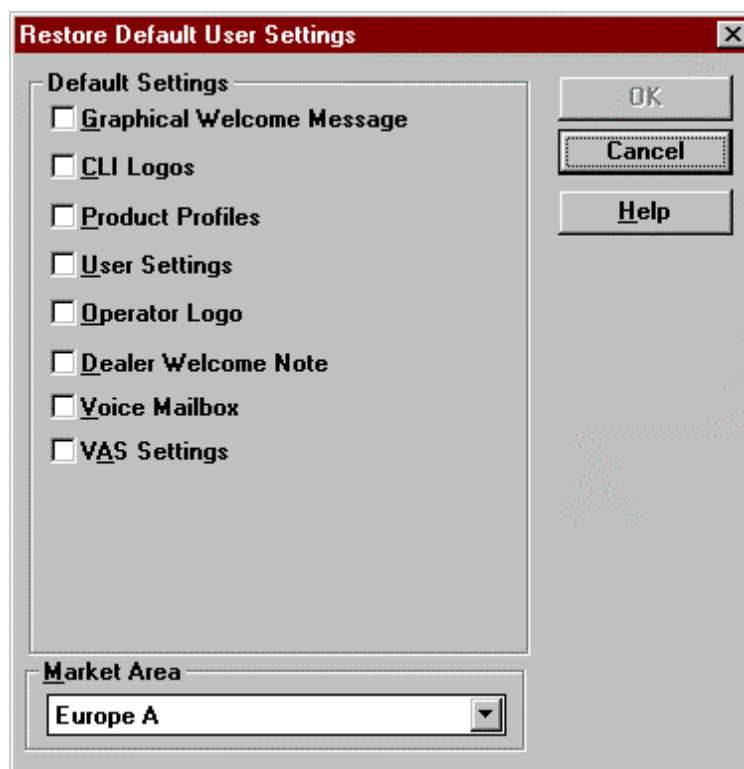 Restore Default User Settings
Default Settings
Graphical Welcome Message
CLI Logos
Product Profiles
User Settings
Operator Logo
Dealer Welcome Note
Voice Mailbox
VAS Settings
OK
Cancel
Help
Market Area
Europe A